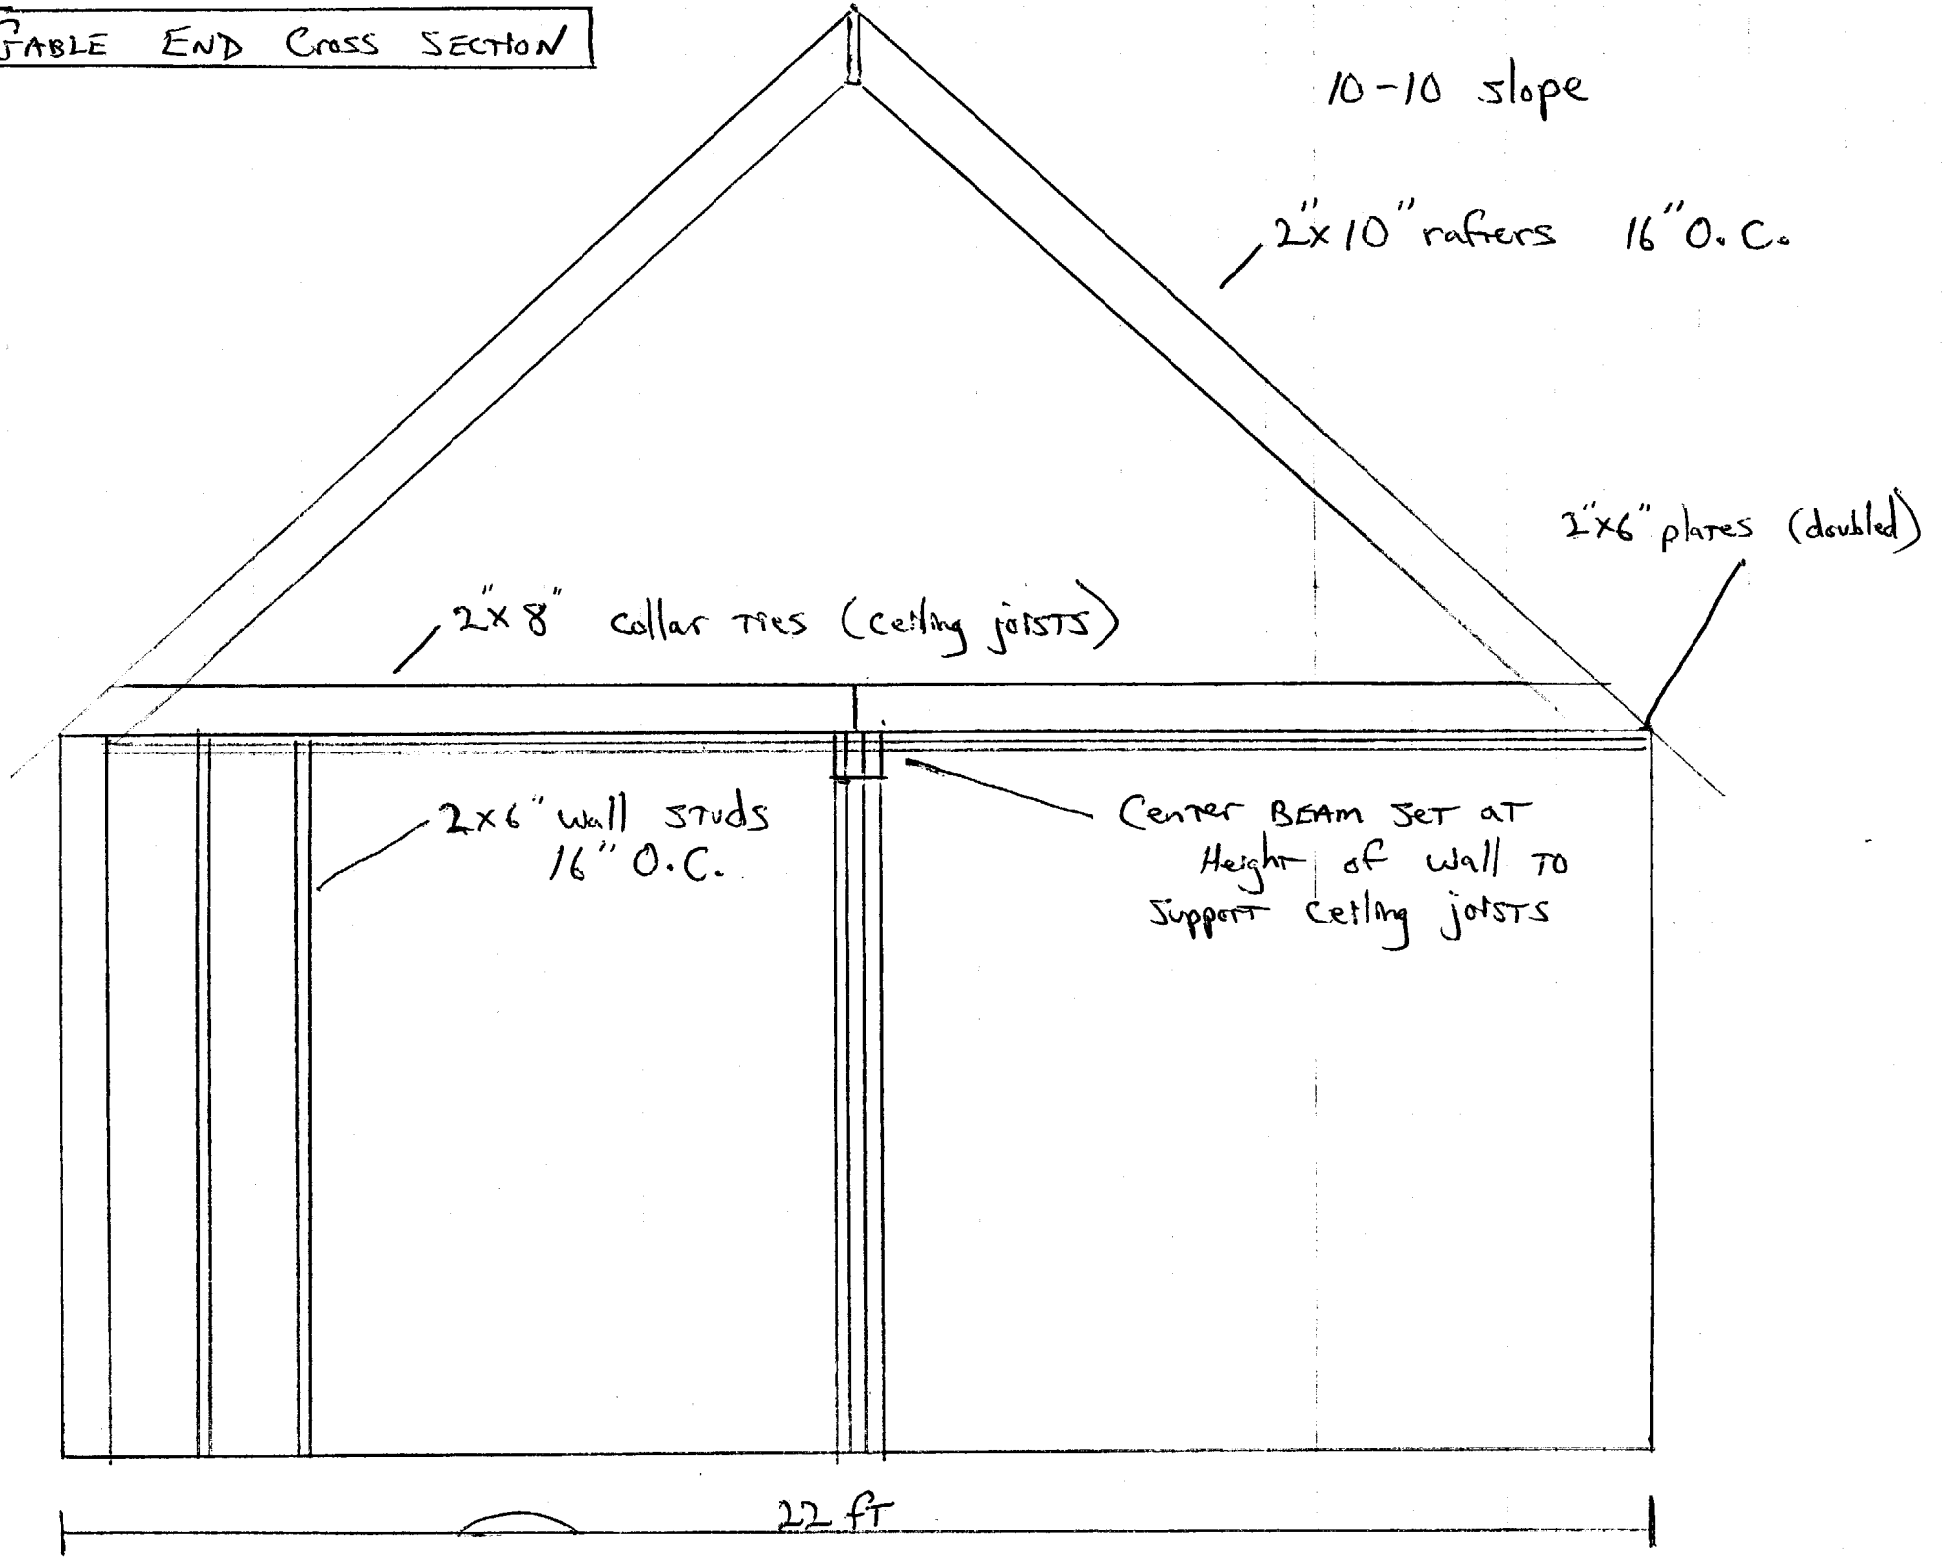 GABLE END Cross SECTION
10-10 slope
2"x10" rafters 16" O.C.
2"x6" plates (doubled)
2"x8" collar ties (ceiling joists)
2x6" wall studs
16" O.C.
Center BEAM SET AT
Height of wall TO
support ceiling joists
22 fT